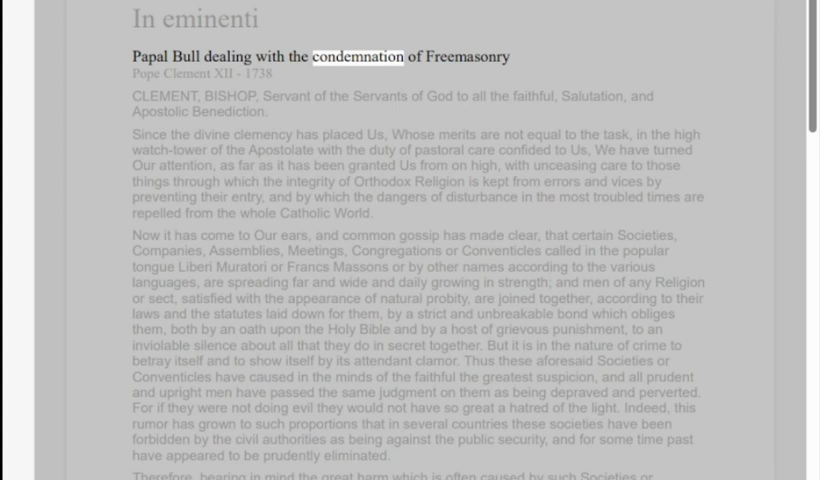 In eminenti
Papal Bull dealing with the condemnation of Freemasonry
Pope Clement XII - 1738
CLEMENT, BISHOP, Servant of the Servants of God to all the faithful, Salutation, and
Apostolic Benediction.
Since the divine clemency has placed Us, Whose merits are not equal to the task, in the high
watch-tower of the Apostolate with the duty of pastoral care confided to Us, We have turned
Our attention, as far as it has been granted Us from on high, with unceasing care to those
things through which the integrity of Orthodox Religion is kept from errors and vices by
preventing their entry, and by which the dangers of disturbance in the most troubled times are
repelled from the whole Catholic World.
Now it has come to Our ears, and common gossip has made clear, that certain Societies,
Companies, Assemblies, Meetings, Congregations or Conventicles called in the popular
tongue Liberi Muratori or Francs Massons or by other names according to the various
languages, are spreading far and wide and daily growing in strength; and men of any Religion
or sect, satisfied with the appearance of natural probity, are joined together, according to their
laws and the statutes laid down for them, by a strict and unbreakable bond which obliges
them, both by an oath upon the Holy Bible and by a host of grievous punishment, to an
inviolable silence about all that they do in secret together. But it is in the nature of crime to
betray itself and to show itself by its attendant clamor. Thus these aforesaid Societies or
Conventicles have caused in the minds of the faithful the greatest suspicion, and all prudent
and upright men have passed the same judgment on them as being depraved and perverted.
For if they were not doing evil they would not have so great a hatred of the light. Indeed, this
rumor has grown to such proportions that in several countries these societies have been
forbidden by the civil authorities as being against the public security, and for some time past
have appeared to be prudently eliminated.
Therefore, bearing in mind the great harm which is often caused by such Societies or